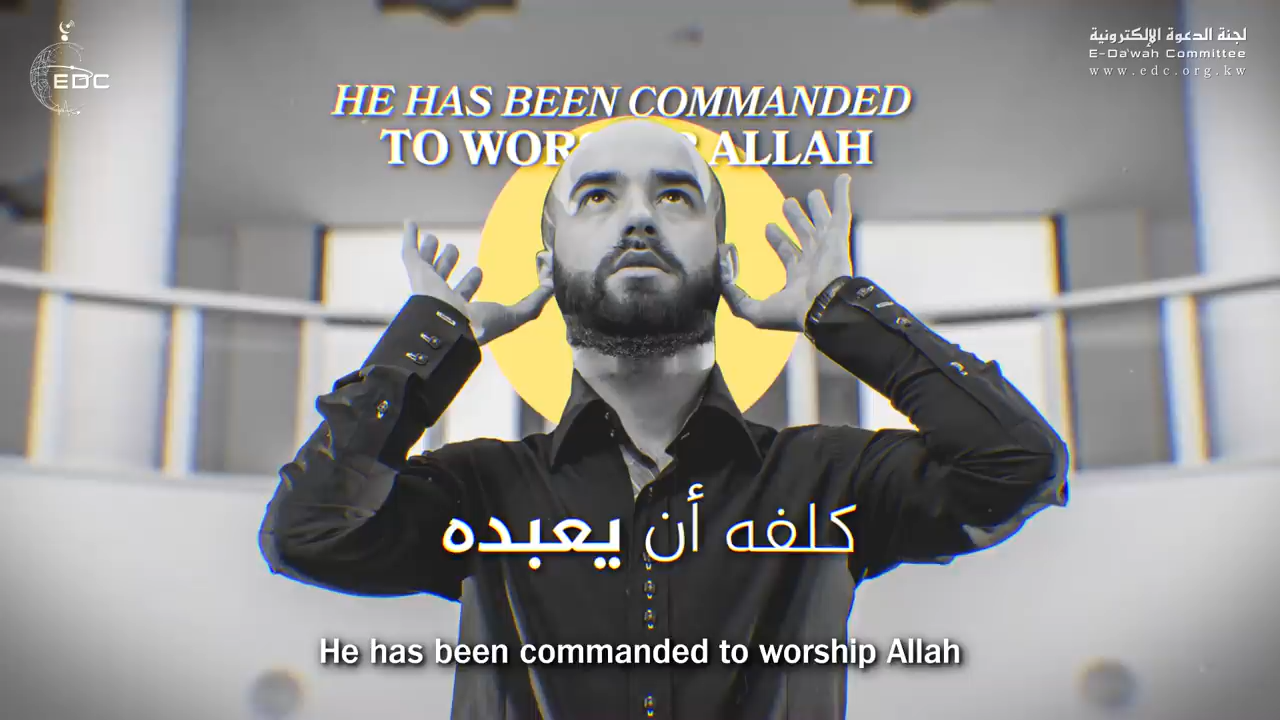 EDC
لجنة الدعوة الإلكترونية
E-Da'wah Committee
www.edc.org.kw
HE HAS BEEN COMMANDED
TO ALLAH
كلفه أن يعبده
He has been commanded to worship Allah